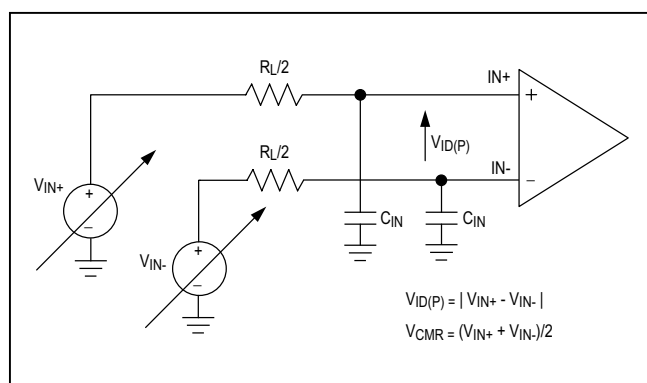 RL/2
IN+
+
RL/2
VID(P)
VIN+
+
–
IN-
–
VIN-
+
–
CIN
CIN
VID(P) = | VIN+ - VIN- |
VCMR = (VIN+ + VIN-)/2